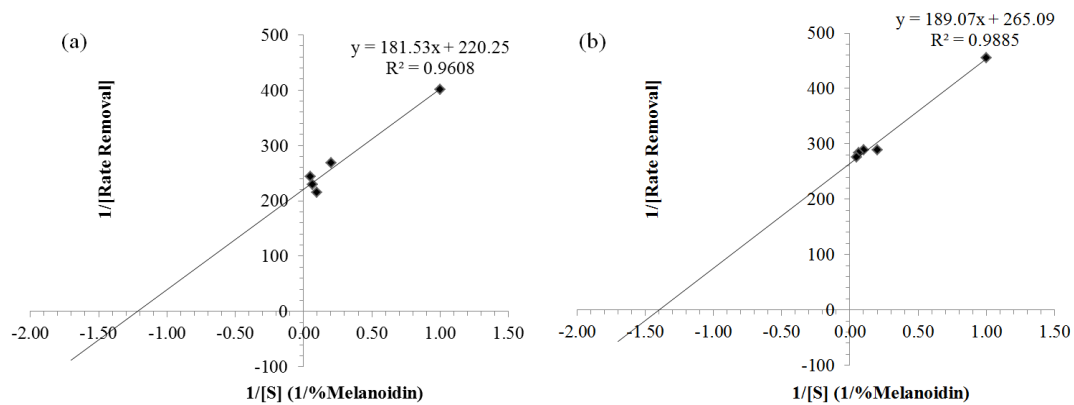 (a)
y = 181.53x + 220.25
R² = 0.9608
500
400
300
200
100
0
-100
-2.00 -1.50 -1.00 -0.50 0.00 0.50 1.00 1.50
1/[Rate Removal]
1/[S] (1/%Melanoidin)
(b)
y = 189.07x + 265.09
R² = 0.9885
500
400
300
200
100
0
-100
-2.00 -1.50 -1.00 -0.50 0.00 0.50 1.00 1.50
1/[Rate Removal]
1/[S] (1/%Melanoidin)